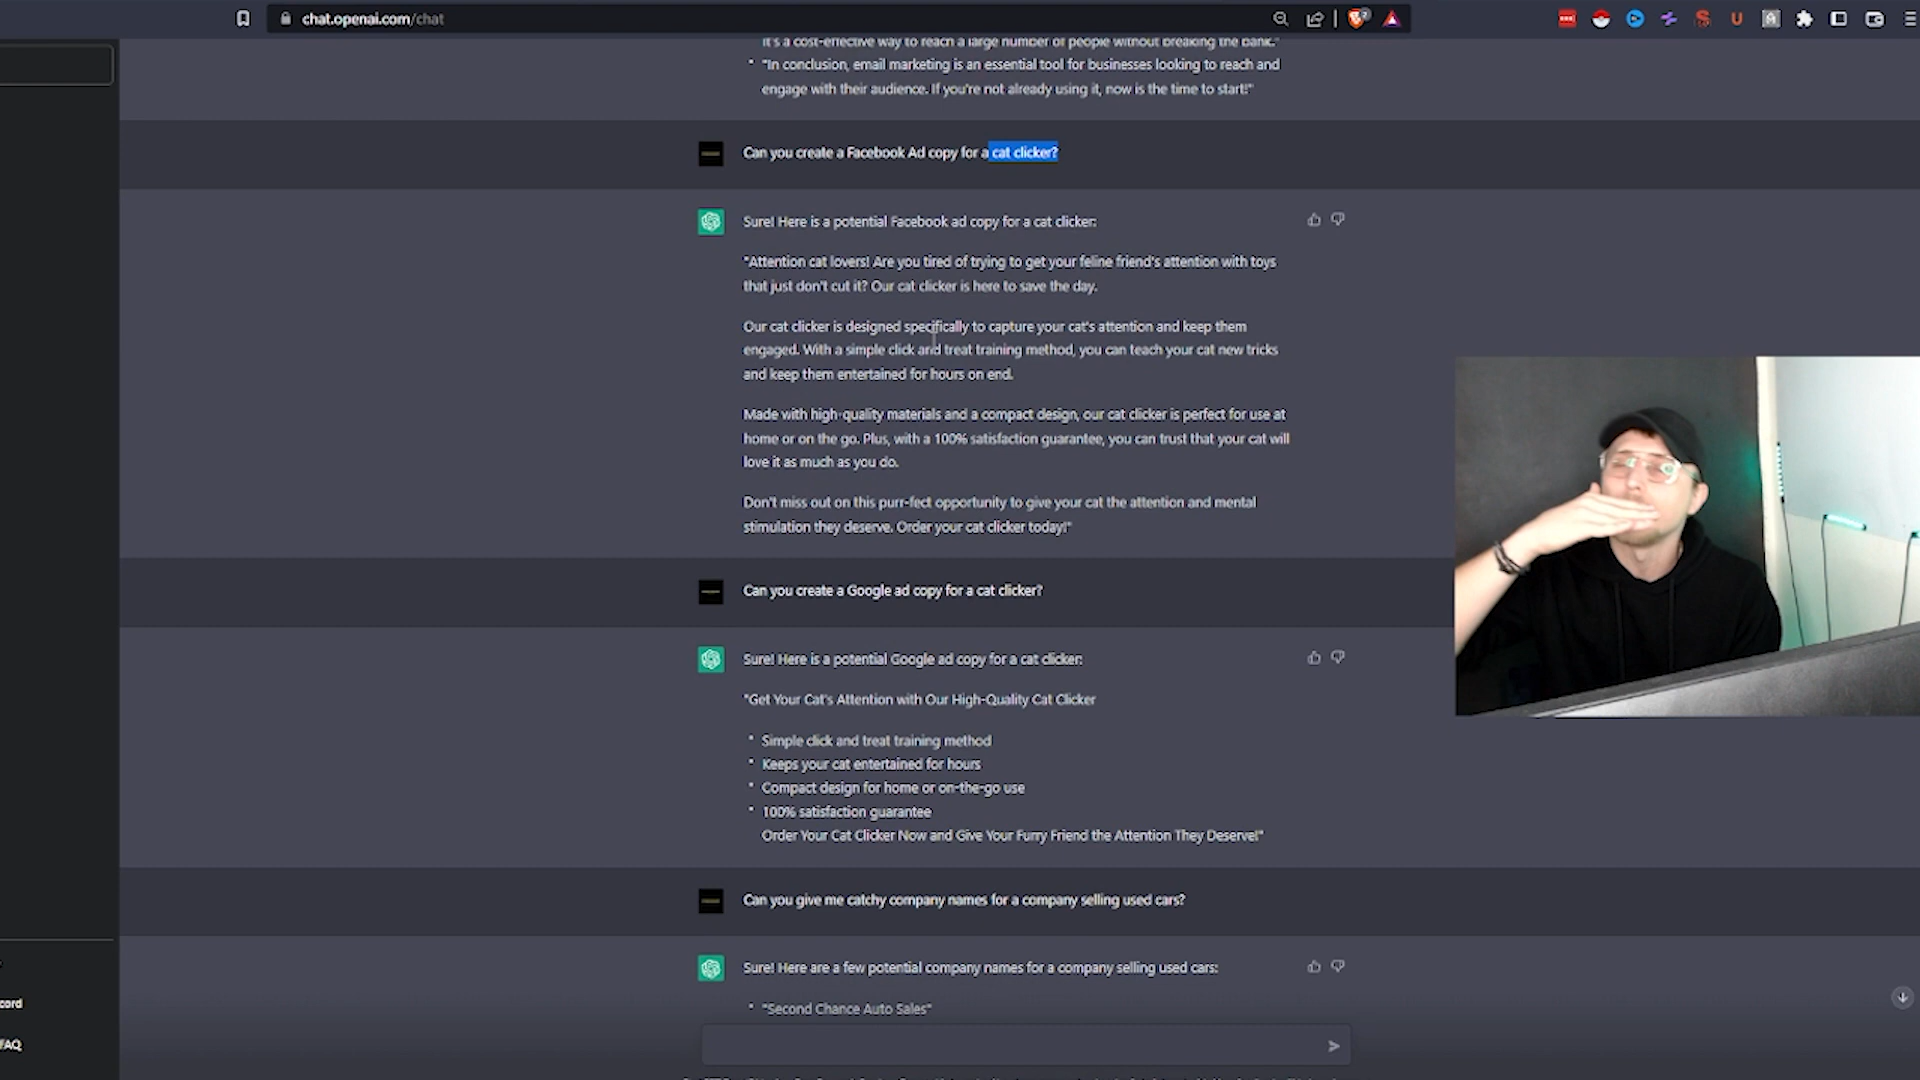 chat.openai.com/chat
it's a cost-effective way to reach a large number of people without breaking the bank."
"In conclusion, email marketing is an essential tool for businesses looking to reach and
engage with their audience. If you're not already using it, now is the time to start!"
Can you create a Facebook Ad copy for a cat clicker?
Sure! Here is a potential Facebook ad copy for a cat clicker:
"Attention cat lovers! Are you tired of trying to get your feline friend's attention with toys
that just don't cut it? Our cat clicker is here to save the day.
Our cat clicker is designed specifically to capture your cat's attention and keep them
engaged. With a simple click and treat training method, you can teach your cat new tricks
and keep them entertained for hours on end.
Made with high-quality materials and a compact design, our cat clicker is perfect for use at
home or on the go. Plus, with a 100% satisfaction guarantee, you can trust that your cat will
love it as much as you do.
Don't miss out on this purr-fect opportunity to give your cat the attention and mental
stimulation they deserve. Order your cat clicker today!"
Can you create a Google ad copy for a cat clicker?
Sure! Here is a potential Google ad copy for a cat clicker:
"Get Your Cat's Attention with Our High-Quality Cat Clicker
• Simple click and treat training method
• Keeps your cat entertained for hours
• Compact design for home or on-the-go use
• 100% satisfaction guarantee
Order Your Cat Clicker Now and Give Your Furry Friend the Attention They Deserve!"
Can you give me catchy company names for a company selling used cars?
Sure! Here are a few potential company names for a company selling used cars:
cord
• "Second Chance Auto Sales"
FAQ